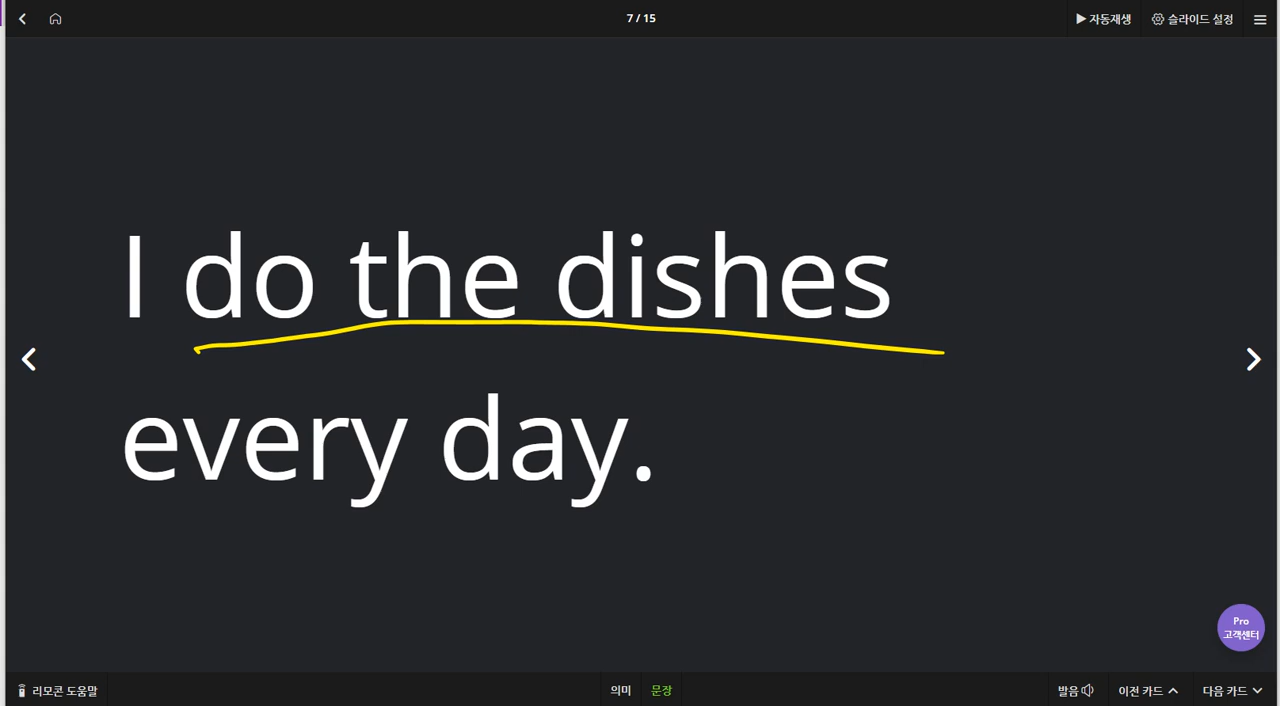 7 / 15
자동재생
슬라이드 설정
I do the dishes
every day.
Pro
고객센터
리모콘 도움말
의미
문장
발음
이전 카드
다음 카드